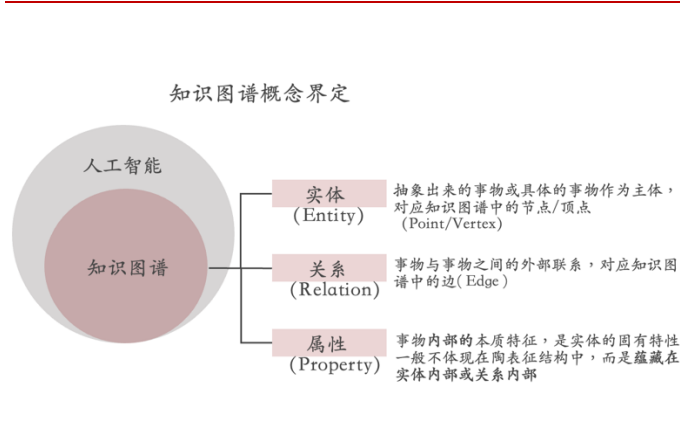 知识图谱概念界定
人工智能
知识图谱
实体
(Entity)
抽象出来的事物或具体的事物作为主体，
对应知识图谱中的节点/顶点
(Point/Vertex)
关系
(Relation)
事物与事物之间的外部联系，对应知识图
谱中的边( Edge )
属性
(Property)
事物内部的本质特征，是实体的固有特性
一般不体现在陶表征结构中，而是蕴藏在
实体内部或关系内部